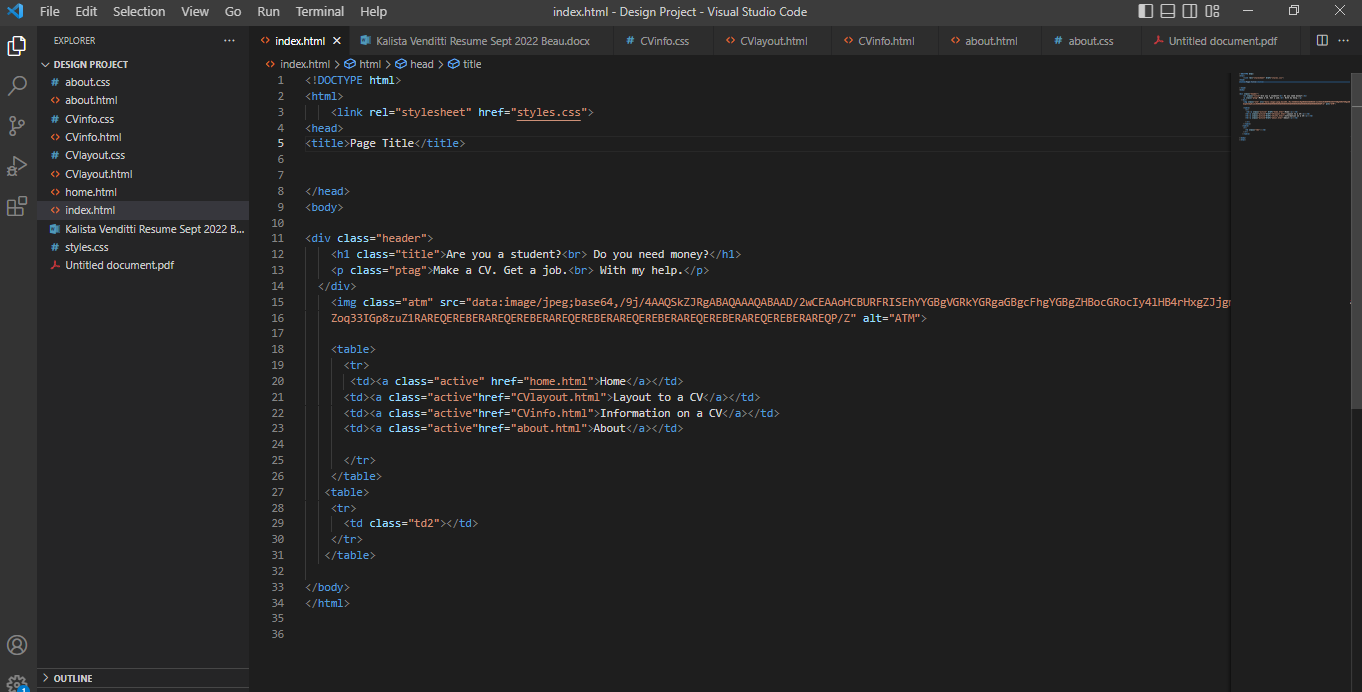 File Edit Selection View Go Run Terminal Help index.html - Design Project - Visual Studio Code
EXPLORER ...
index.html Kalista Venditti Resume Sept 2022 Beau.docx # CVinfo.css CVlayout.html CVinfo.html about.html # about.css Untitled document.pdf ...
DESIGN PROJECT
# about.css
about.html
# CVinfo.css
CVinfo.html
# CVlayout.css
CVlayout.html
home.html
index.html
Kalista Venditti Resume Sept 2022 B...
# styles.css
Untitled document.pdf
OUTLINE
1
index.html > html > head > title
1 <!DOCTYPE html>
2 <html>
3 <link rel="stylesheet" href="styles.css">
4 <head>
5 <title>Page Title</title>
6
7
8 </head>
9 <body>
10
11 <div class="header">
12 <h1 class="title">Are you a student?<br> Do you need money?</h1>
13 <p class="ptag">Make a CV. Get a job.<br> With my help.</p>
14 </div>
15 <img class="atm" src="data:image/jpeg;base64,/9j/
16 alt="ATM">
17
18 <table>
19 <tr>
20 <td><a class="active" href="home.html">Home</a></td>
21 <td><a class="active"href="CVlayout.html">Layout to a CV</a></td>
22 <td><a class="active"href="CVinfo.html">Information on a CV</a></td>
23 <td><a class="active"href="about.html">About</a></td>
24
25 </tr>
26 </table>
27 <table>
28 <tr>
29 <td class="td2"></td>
30 </tr>
31 </table>
32
33 </body>
34 </html>
35
36